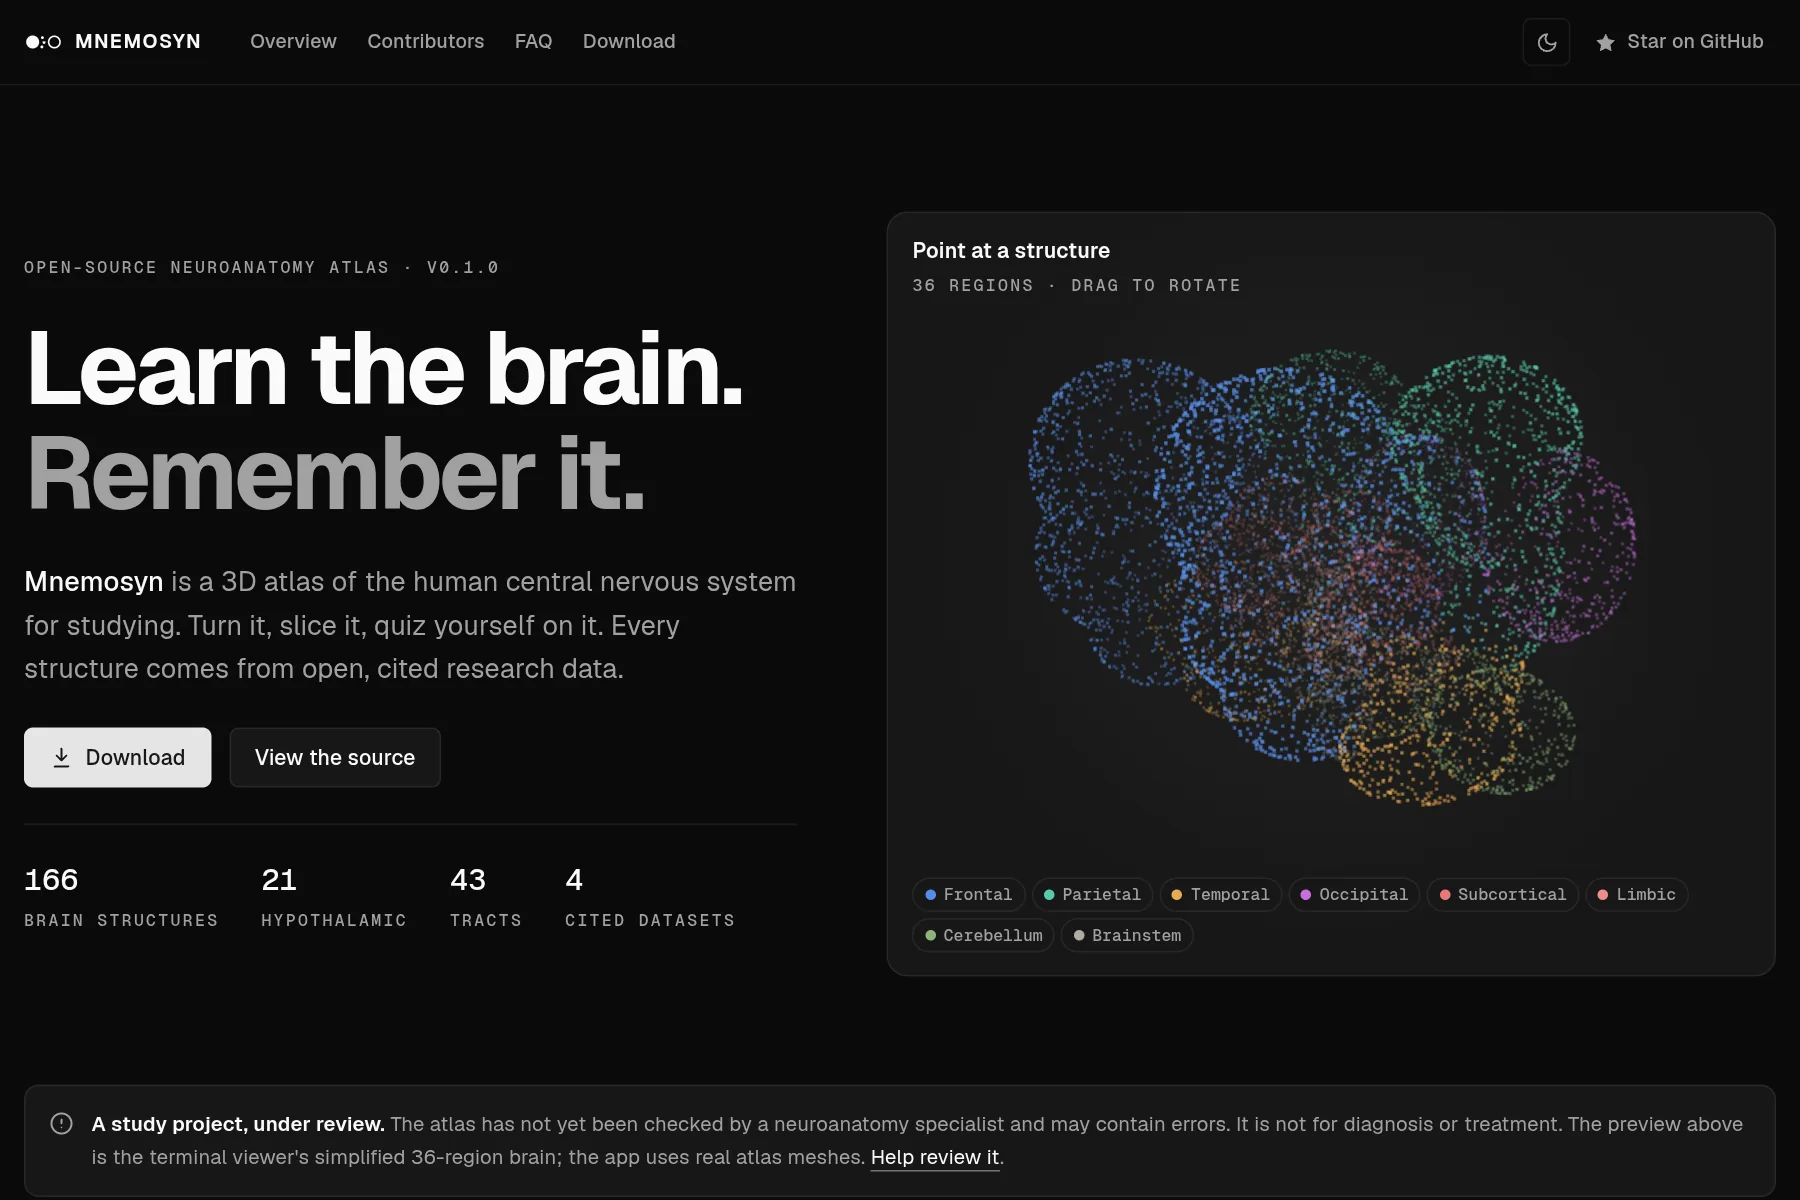 MNEMOSYN
Overview
Contributors
FAQ
Download
Star on GitHub
OPEN-SOURCE NEUROANATOMY ATLAS · V0.1.0
Learn the brain.
Remember it.
Mnemosyn is a 3D atlas of the human central nervous system
for studying. Turn it, slice it, quiz yourself on it. Every
structure comes from open, cited research data.
Download
View the source
166
BRAIN STRUCTURES
21
HYPOTHALAMIC
43
TRACTS
4
CITED DATASETS
Point at a structure
36 REGIONS · DRAG TO ROTATE
Frontal
Parietal
Temporal
Occipital
Subcortical
Limbic
Cerebellum
Brainstem
A study project, under review. The atlas has not yet been checked by a neuroanatomy specialist and may contain errors. It is not for diagnosis or treatment. The preview above
is the terminal viewer's simplified 36-region brain; the app uses real atlas meshes. Help review it.